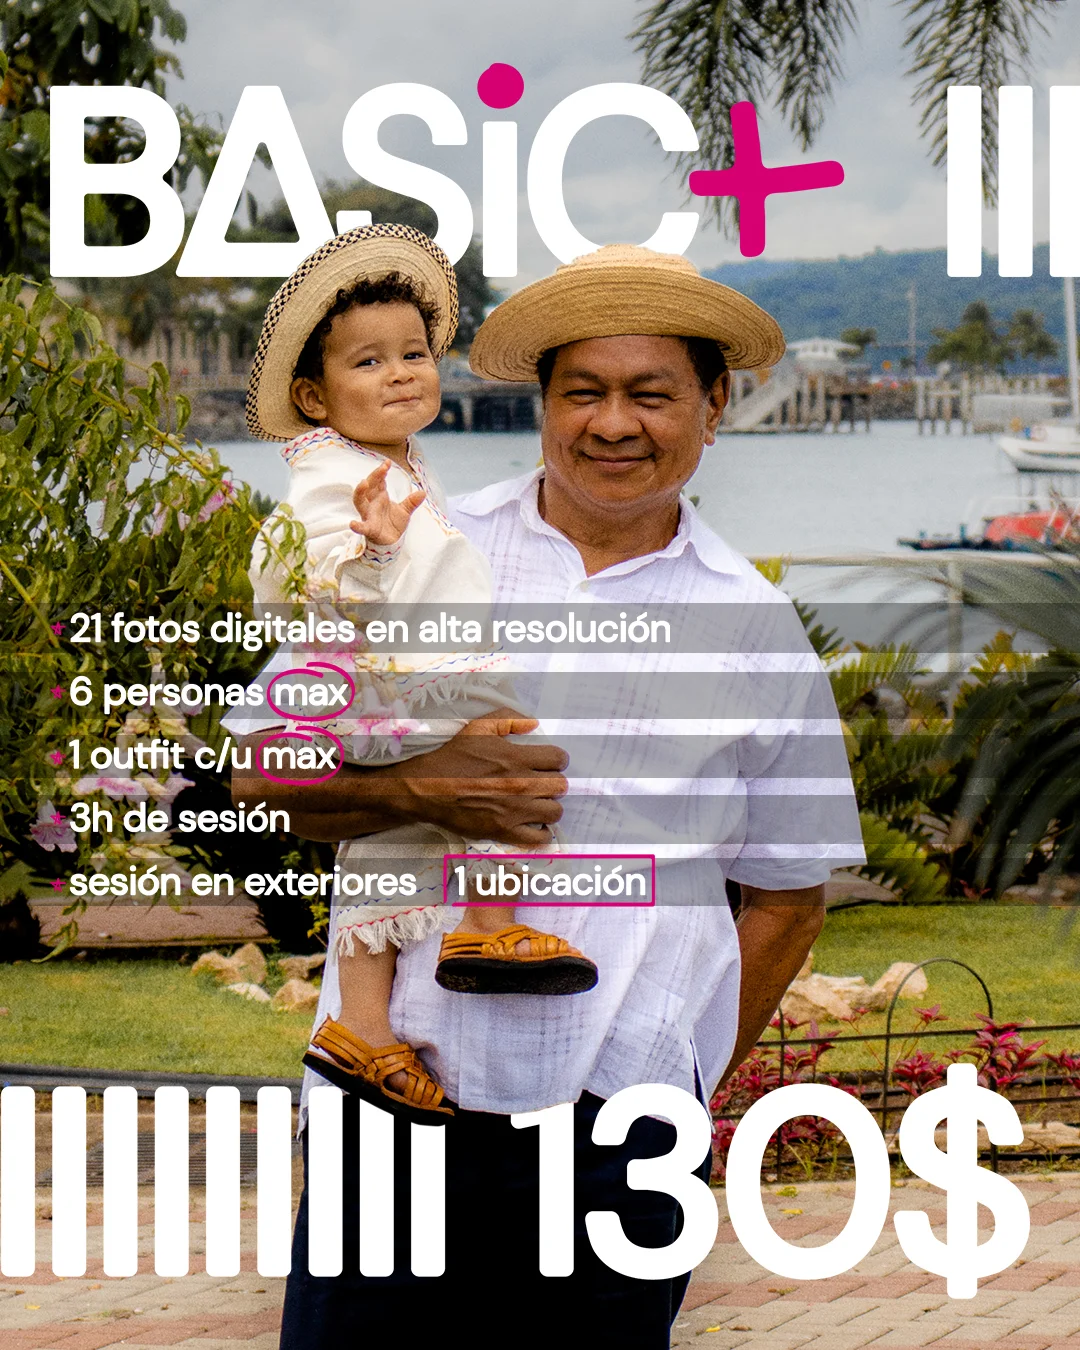 BASiC+
*21 fotos digitales en alta resolución
*6 personas max
*1 outfit c/u max
*3h de sesión
*sesión en exteriores 1 ubicación
130$